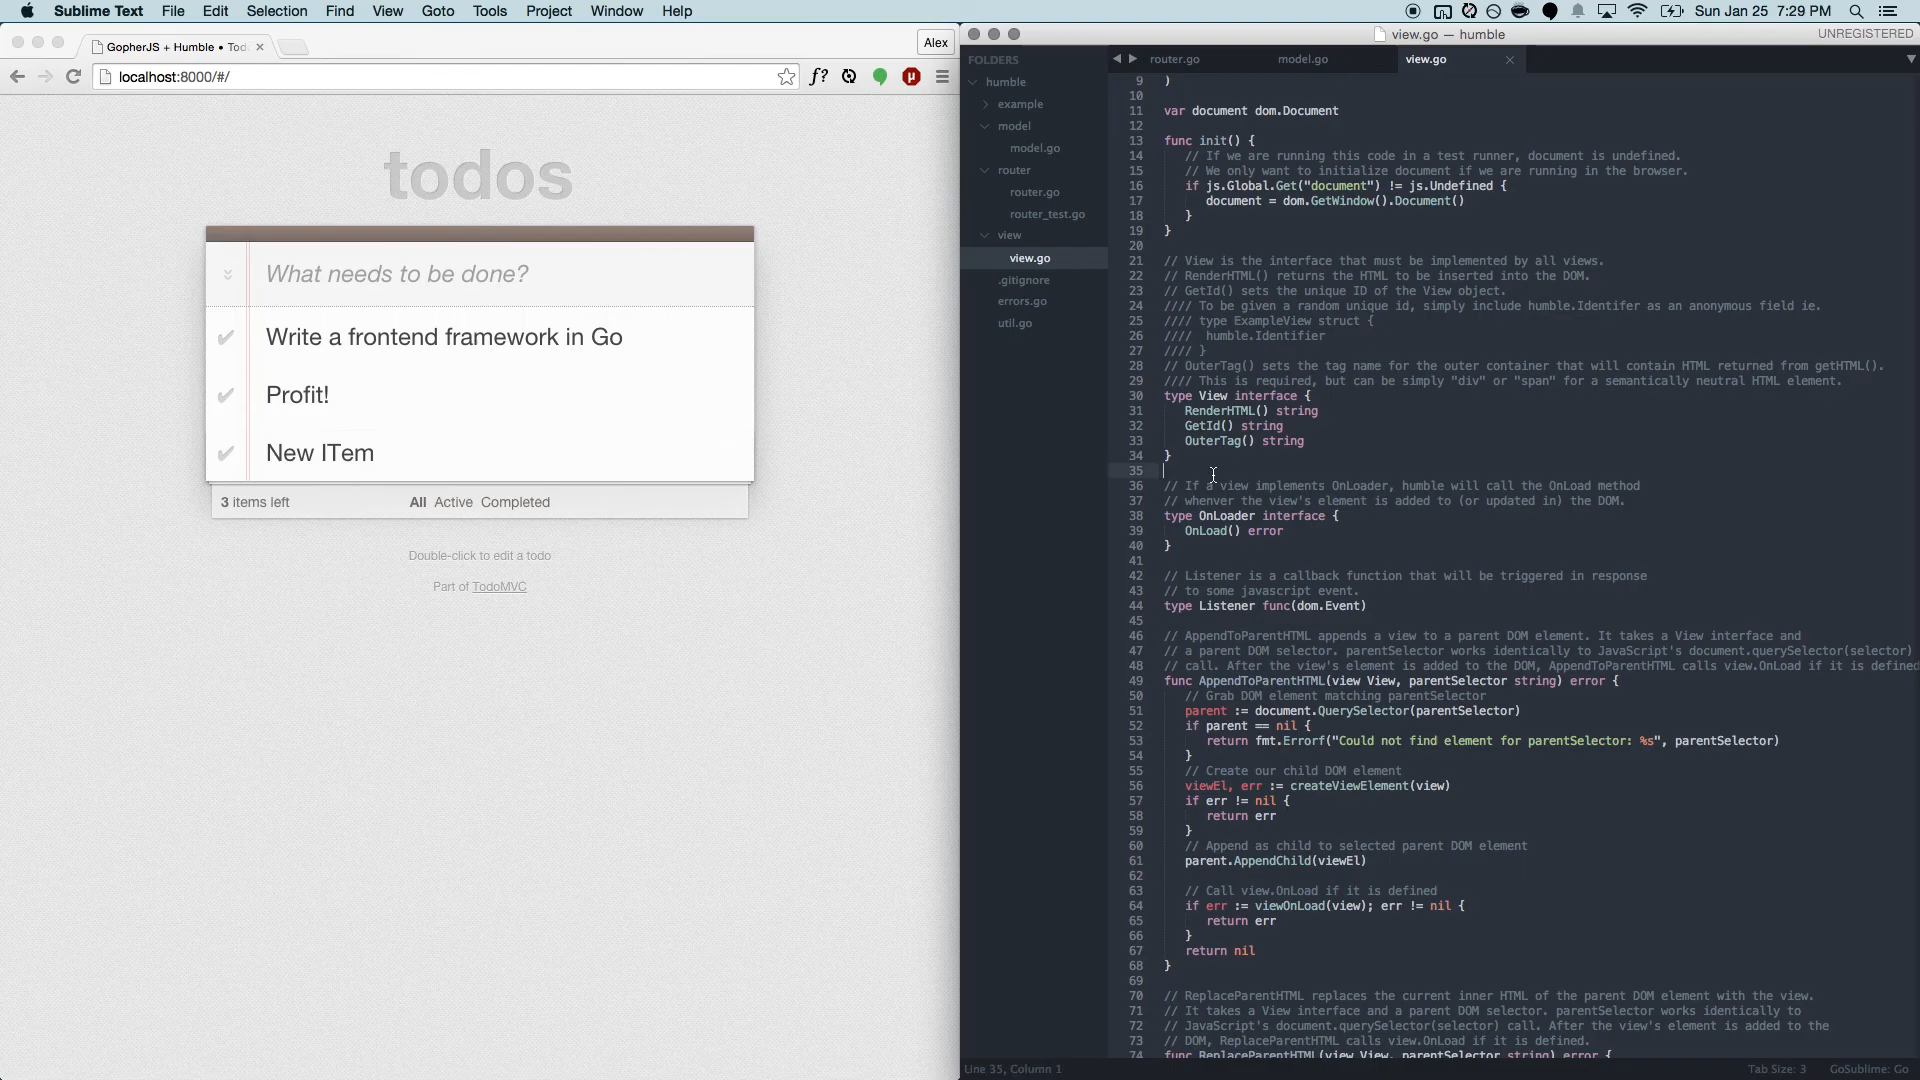 Sublime Text File Edit Selection Find View Goto Tools Project Window Help
Sun Jan 25 7:29 PM
GopherJS + Humble • Tod
Alex
localhost:8000/#/
todos
What needs to be done?
Write a frontend framework in Go
Profit!
New ITem
3 items left All Active Completed
Double-click to edit a todo
Part of TodoMVC
view.go — humble
UNREGISTERED
FOLDERS
humble
example
model
model.go
router
router.go
router_test.go
view
view.go
.gitignore
errors.go
util.go
router.go model.go view.go
9 )
10
11 var document dom.Document
12
13 func init() {
14 // If we are running this code in a test runner, document is undefined.
15 // We only want to initialize document if we are running in the browser.
16 if js.Global.Get("document") != js.Undefined {
17 document = dom.GetWindow().Document()
18 }
19 }
20
21 // View is the interface that must be implemented by all views.
22 // RenderHTML() returns the HTML to be inserted into the DOM.
23 // GetId() sets the unique ID of the View object.
24 //// To be given a random unique id, simply include humble.Identifer as an anonymous field ie.
25 //// type ExampleView struct {
26 //// humble.Identifier
27 //// }
28 // OuterTag() sets the tag name for the outer container that will contain HTML returned from getHTML().
29 //// This is required, but can be simply "div" or "span" for a semantically neutral HTML element.
30 type View interface {
31 RenderHTML() string
32 GetId() string
33 OuterTag() string
34 }
35
36 // If a view implements OnLoader, humble will call the OnLoad method
37 // whenver the view's element is added to (or updated in) the DOM.
38 type OnLoader interface {
39 OnLoad() error
40 }
41
42 // Listener is a callback function that will be triggered in response
43 // to some javascript event.
44 type Listener func(dom.Event)
45
46 // AppendToParentHTML appends a view to a parent DOM element. It takes a View interface and
47 // a parent DOM selector. parentSelector works identically to JavaScript's document.querySelector(selector)
48 // call. After the view's element is added to the DOM, AppendToParentHTML calls view.OnLoad if it is defined
49 func AppendToParentHTML(view View, parentSelector string) error {
50 // Grab DOM element matching parentSelector
51 parent := document.QuerySelector(parentSelector)
52 if parent == nil {
53 return fmt.Errorf("Could not find element for parentSelector: %s", parentSelector)
54 }
55 // Create our child DOM element
56 viewEl, err := createViewElement(view)
57 if err != nil {
58 return err
59 }
60 // Append as child to selected parent DOM element
61 parent.AppendChild(viewEl)
62
63 // Call view.OnLoad if it is defined
64 if err := viewOnLoad(view); err != nil {
65 return err
66 }
67 return nil
68 }
69
70 // ReplaceParentHTML replaces the current inner HTML of the parent DOM element with the view.
71 // It takes a View interface and a parent DOM selector. parentSelector works identically to
72 // JavaScript's document.querySelector(selector) call. After the view's element is added to the
73 // DOM, ReplaceParentHTML calls view.OnLoad if it is defined.
74 func ReplaceParentHTML(view View, parentSelector string) error {
Line 35, Column 1
Tab Size: 3 GoSublime: Go